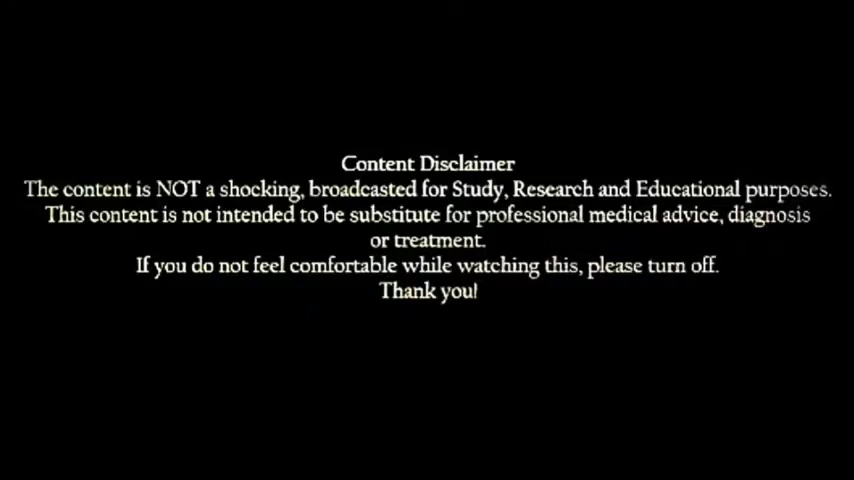 Content Disclaimer
The content is NOT a shocking, broadcasted for Study, Research and Educational purposes.
This content is not intended to be substitute for professional medical advice, diagnosis
or treatment.
If you do not feel comfortable while watching this, please turn off.
Thank you!